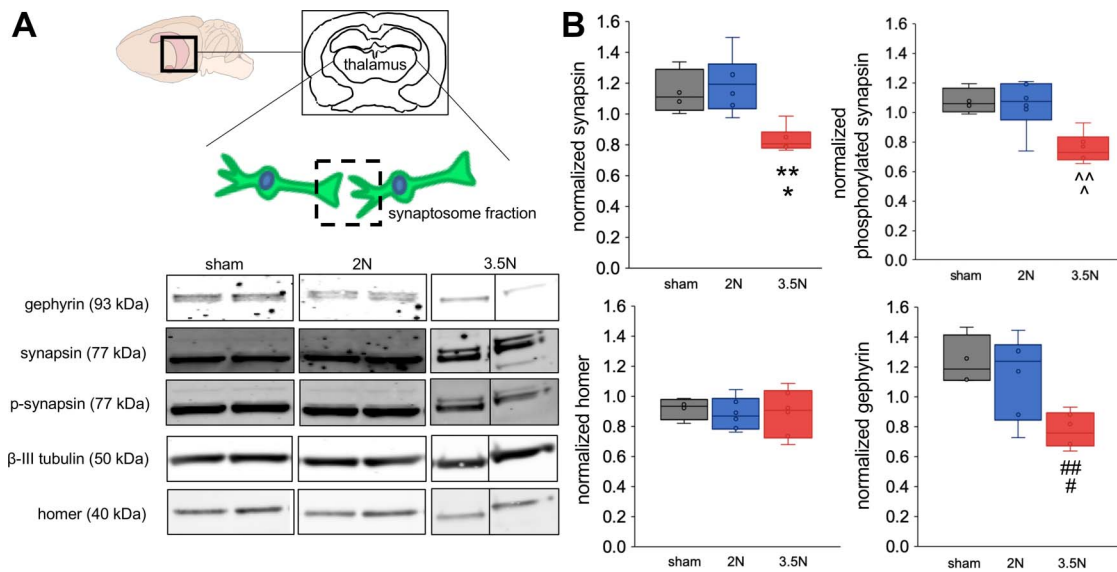 A
thalamus
synaptosome fraction
sham 2N 3.5N
gephyrin (93 kDa)
synapsin (77 kDa)
p-synapsin (77 kDa)
β-III tubulin (50 kDa)
homer (40 kDa)
B
normalized synapsin
1.6
1.4
1.2
1.0
0.8
0.6
0.4
0.2
0.0
**
*
sham 2N 3.5N
normalized
phosphorylated synapsin
1.6
1.4
1.2
1.0
0.8
0.6
0.4
0.2
0.0
^^
^
sham 2N 3.5N
normalized homer
1.6
1.4
1.2
1.0
0.8
0.6
0.4
0.2
0.0
sham 2N 3.5N
normalized gephyrin
1.6
1.4
1.2
1.0
0.8
0.6
0.4
0.2
0.0
##
#
sham 2N 3.5N